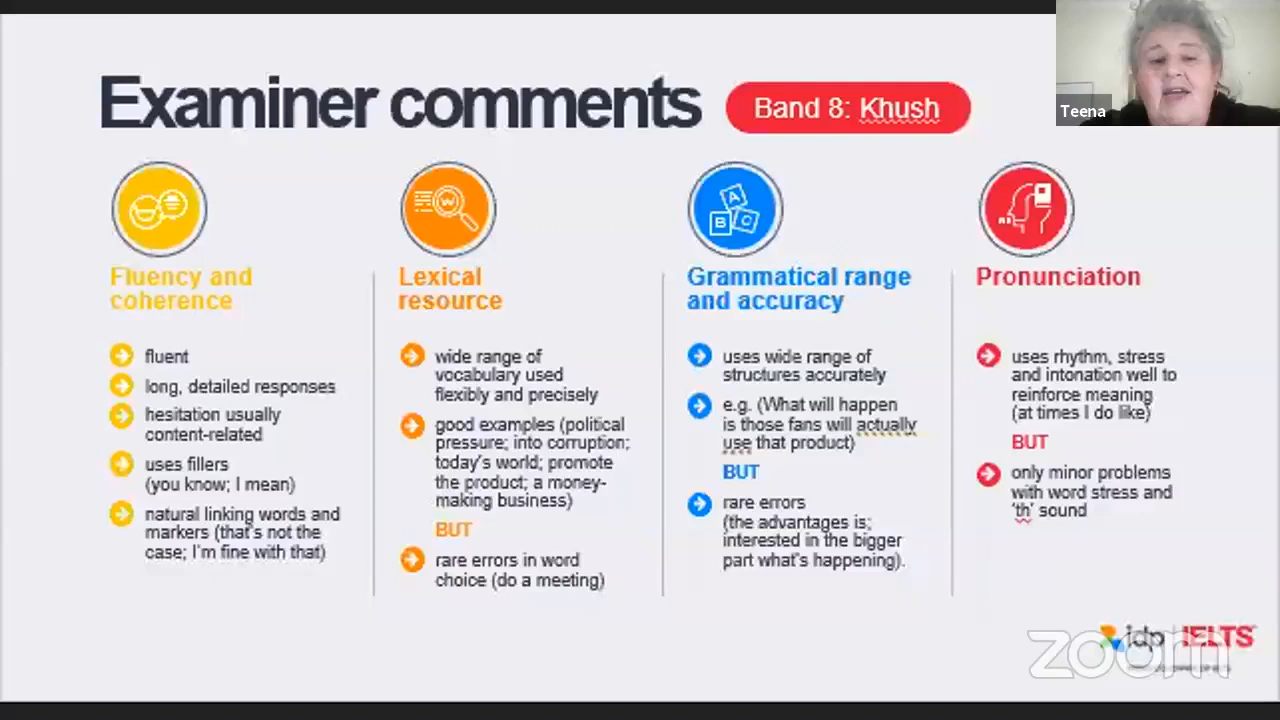 Examiner comments
Band 8: Khush
Teena
Fluency and
coherence
fluent
long, detailed responses
hesitation usually
content-related
uses fillers
(you know; I mean)
natural linking words and
markers (that's not the
case; I'm fine with that)
Lexical
resource
wide range of
vocabulary used
flexibly and precisely
good examples (political
pressure; into corruption;
today's world; promote
the product; a money-
making business)
BUT
rare errors in word
choice (do a meeting)
Grammatical range
and accuracy
uses wide range of
structures accurately
e.g. (What will happen
is those fans will actually
use that product)
BUT
rare errors
(the advantages is;
interested in the bigger
part what's happening).
Pronunciation
uses rhythm, stress
and intonation well to
reinforce meaning
(at times I do like)
BUT
only minor problems
with word stress and
'th' sound
W
A
B C
idp IELTS
zoom